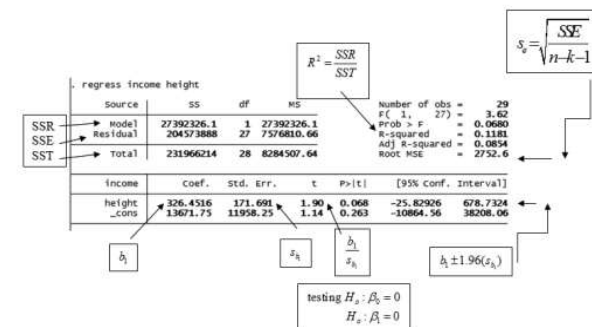 s_e = √(SSE / n–k–1)
R² = SSR / SST
. regress income height
Source SS df MS
Model 27392326.1 1 27392326.1
Residual 204573888 27 7576810.66
Total 231966214 28 8284507.64
Number of obs = 29
F( 1, 27) = 3.62
Prob > F = 0.0680
R-squared = 0.1181
Adj R-squared = 0.0854
Root MSE = 2752.6
SSR
SSE
SST
income Coef. Std. Err. t P>|t| [95% Conf. Interval]
height 326.4516 171.691 1.90 0.068 -25.82926 678.7324
_cons 13671.75 11958.25 1.14 0.263 -10864.56 38208.06
b₁
s_b₁
b₁ / s_b₁
b₁ ± 1.96(s_b₁)
testing H_o : β₀ = 0
H_o : β₁ = 0